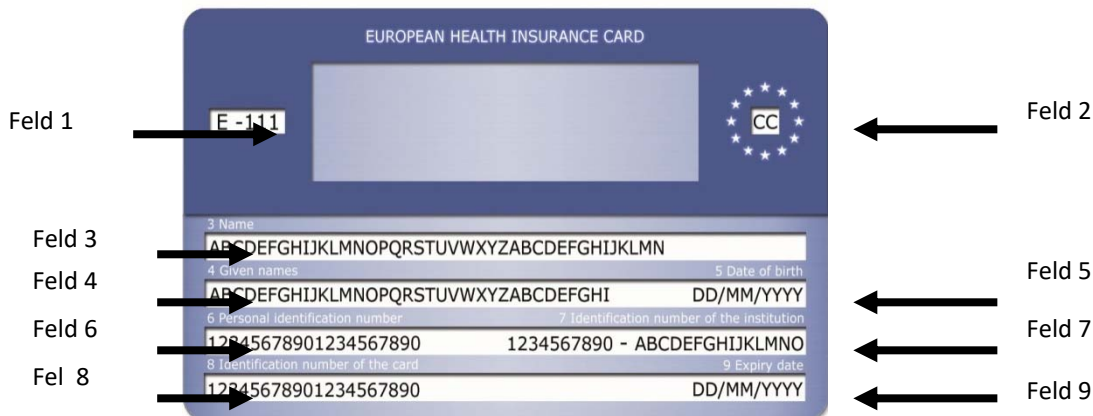 EUROPEAN HEALTH INSURANCE CARD
Feld 1
E -111
CC
Feld 2
3 Name
Feld 3
ABCDEFGHIJKLMNOPQRSTUVWXYZABCDEFGHIJKLMN
4 Given names 5 Date of birth
Feld 4
ABCDEFGHIJKLMNOPQRSTUVWXYZABCDEFGHI DD/MM/YYYY
Feld 5
6 Personal identification number 7 Identification number of the institution
Feld 6
12345678901234567890 1234567890 - ABCDEFGHIJKLMNO
Feld 7
8 Identification number of the card 9 Expiry date
Fel 8
12345678901234567890 DD/MM/YYYY
Feld 9